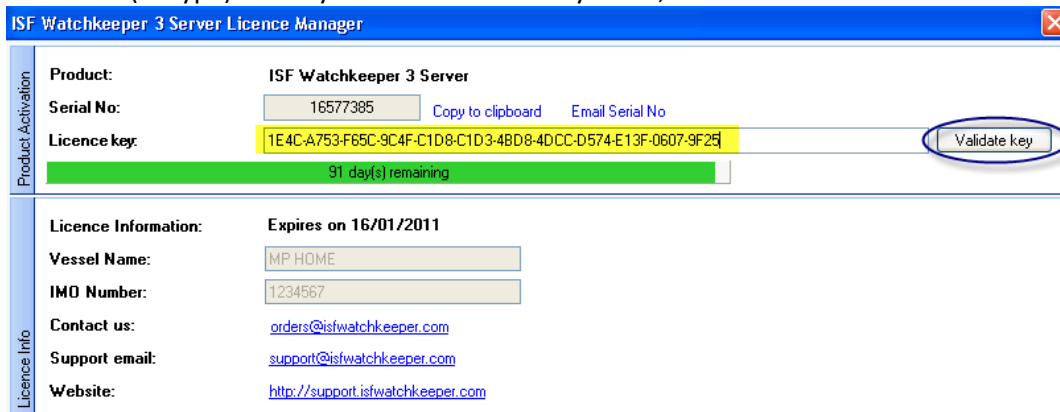 ISF Watchkeeper 3 Server Licence Manager
Product Activation
Product: ISF Watchkeeper 3 Server
Serial No: 16577385 Copy to clipboard Email Serial No
Licence key: 1E4C-A753-F65C-9C4F-C1D8-C1D3-4BD8-4DCC-D574-E13F-0607-9F25 Validate key
91 day(s) remaining
Licence Info
Licence Information: Expires on 16/01/2011
Vessel Name: MP HOME
IMO Number: 1234567
Contact us: orders@isfwatchkeeper.com
Support email: support@isfwatchkeeper.com
Website: http://support.isfwatchkeeper.com